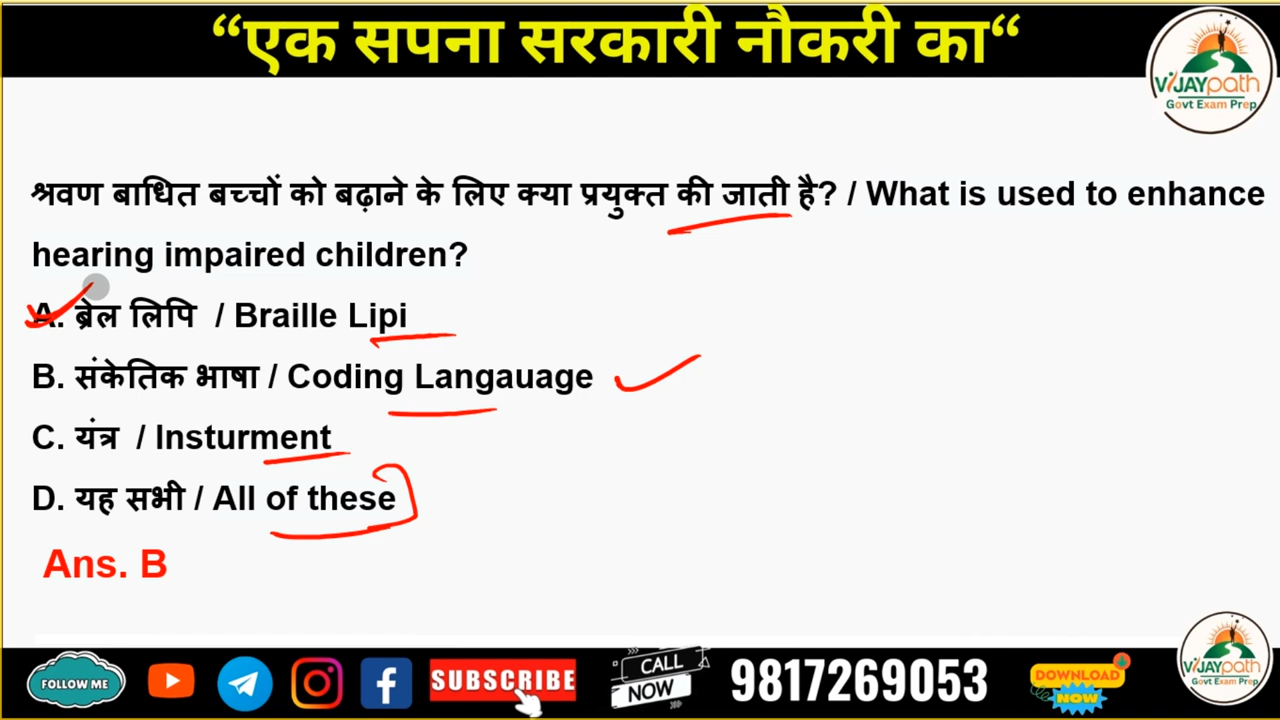 “एक सपना सरकारी नौकरी का“
ViJAYpath
Govt Exam Prep
श्रवण बाधित बच्चों को बढ़ाने के लिए क्या प्रयुक्त की जाती है? / What is used to enhance
hearing impaired children?
A. ब्रेल लिपि / Braille Lipi
B. संकेतिक भाषा / Coding Langauage
C. यंत्र / Insturment
D. यह सभी / All of these
Ans. B
FOLLOW ME
SUBSCRIBE
CALL
NOW
9817269053
DOWNLOAD
NOW
ViJAYpath
Govt Exam Prep